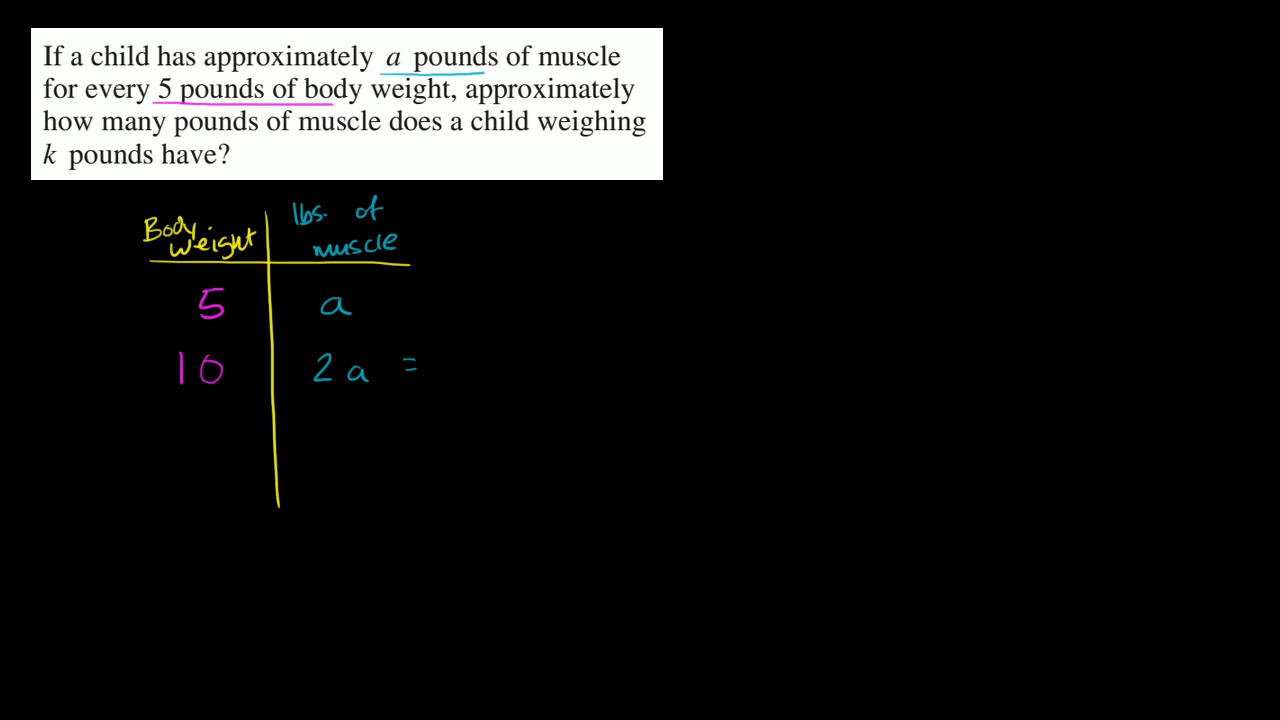 If a child has approximately a pounds of muscle
for every 5 pounds of body weight, approximately
how many pounds of muscle does a child weighing
k pounds have?
Body weight | lbs. of muscle
5 | a
10 | 2a =